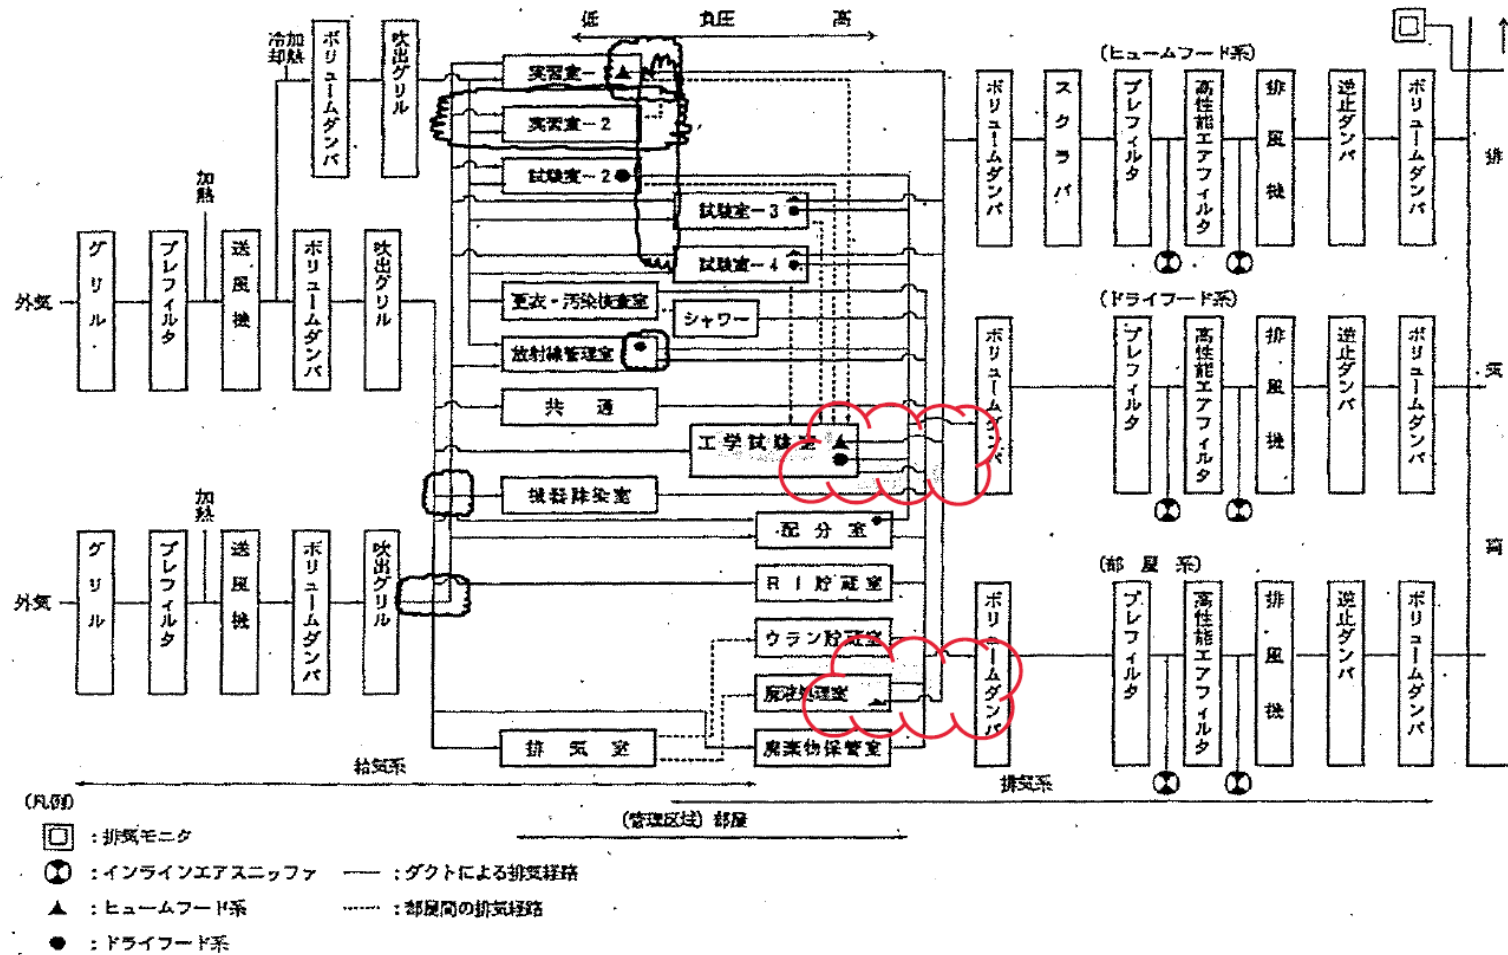 低 負圧 高
冷却 加熱
ボリュームダンパ
吹出グリル
外気
グリル
プレフィルタ
加熱
送風機
ボリュームダンパ
吹出グリル
外気
グリル
プレフィルタ
加熱
送風機
ボリュームダンパ
吹出グリル
実習室－
実習室－2
試験室－2
試験室－3
試験室－4
更衣・汚染検査室
シャワー
放射線管理室
共通
工学試験室
機器除染室
配分室
RI貯蔵室
ウラン貯蔵室
廃液処理室
排気室
廃棄物保管室
(ヒュームフード系)
ボリュームダンパ
スクラバ
プレフィルタ
高性能エアフィルタ
排風機
逆止ダンパ
ボリュームダンパ
(ドライフード系)
ボリュームダンパ
プレフィルタ
高性能エアフィルタ
排風機
逆止ダンパ
ボリュームダンパ
(部屋系)
ボリュームダンパ
プレフィルタ
高性能エアフィルタ
排風機
逆止ダンパ
ボリュームダンパ
排気筒
給気系
排気系
(管理区域) 部屋
(凡例)
：排気モニタ
：インラインエアスニッファ ：ダクトによる排気経路
：ヒュームフード系 ：部屋間の排気経路
：ドライフード系